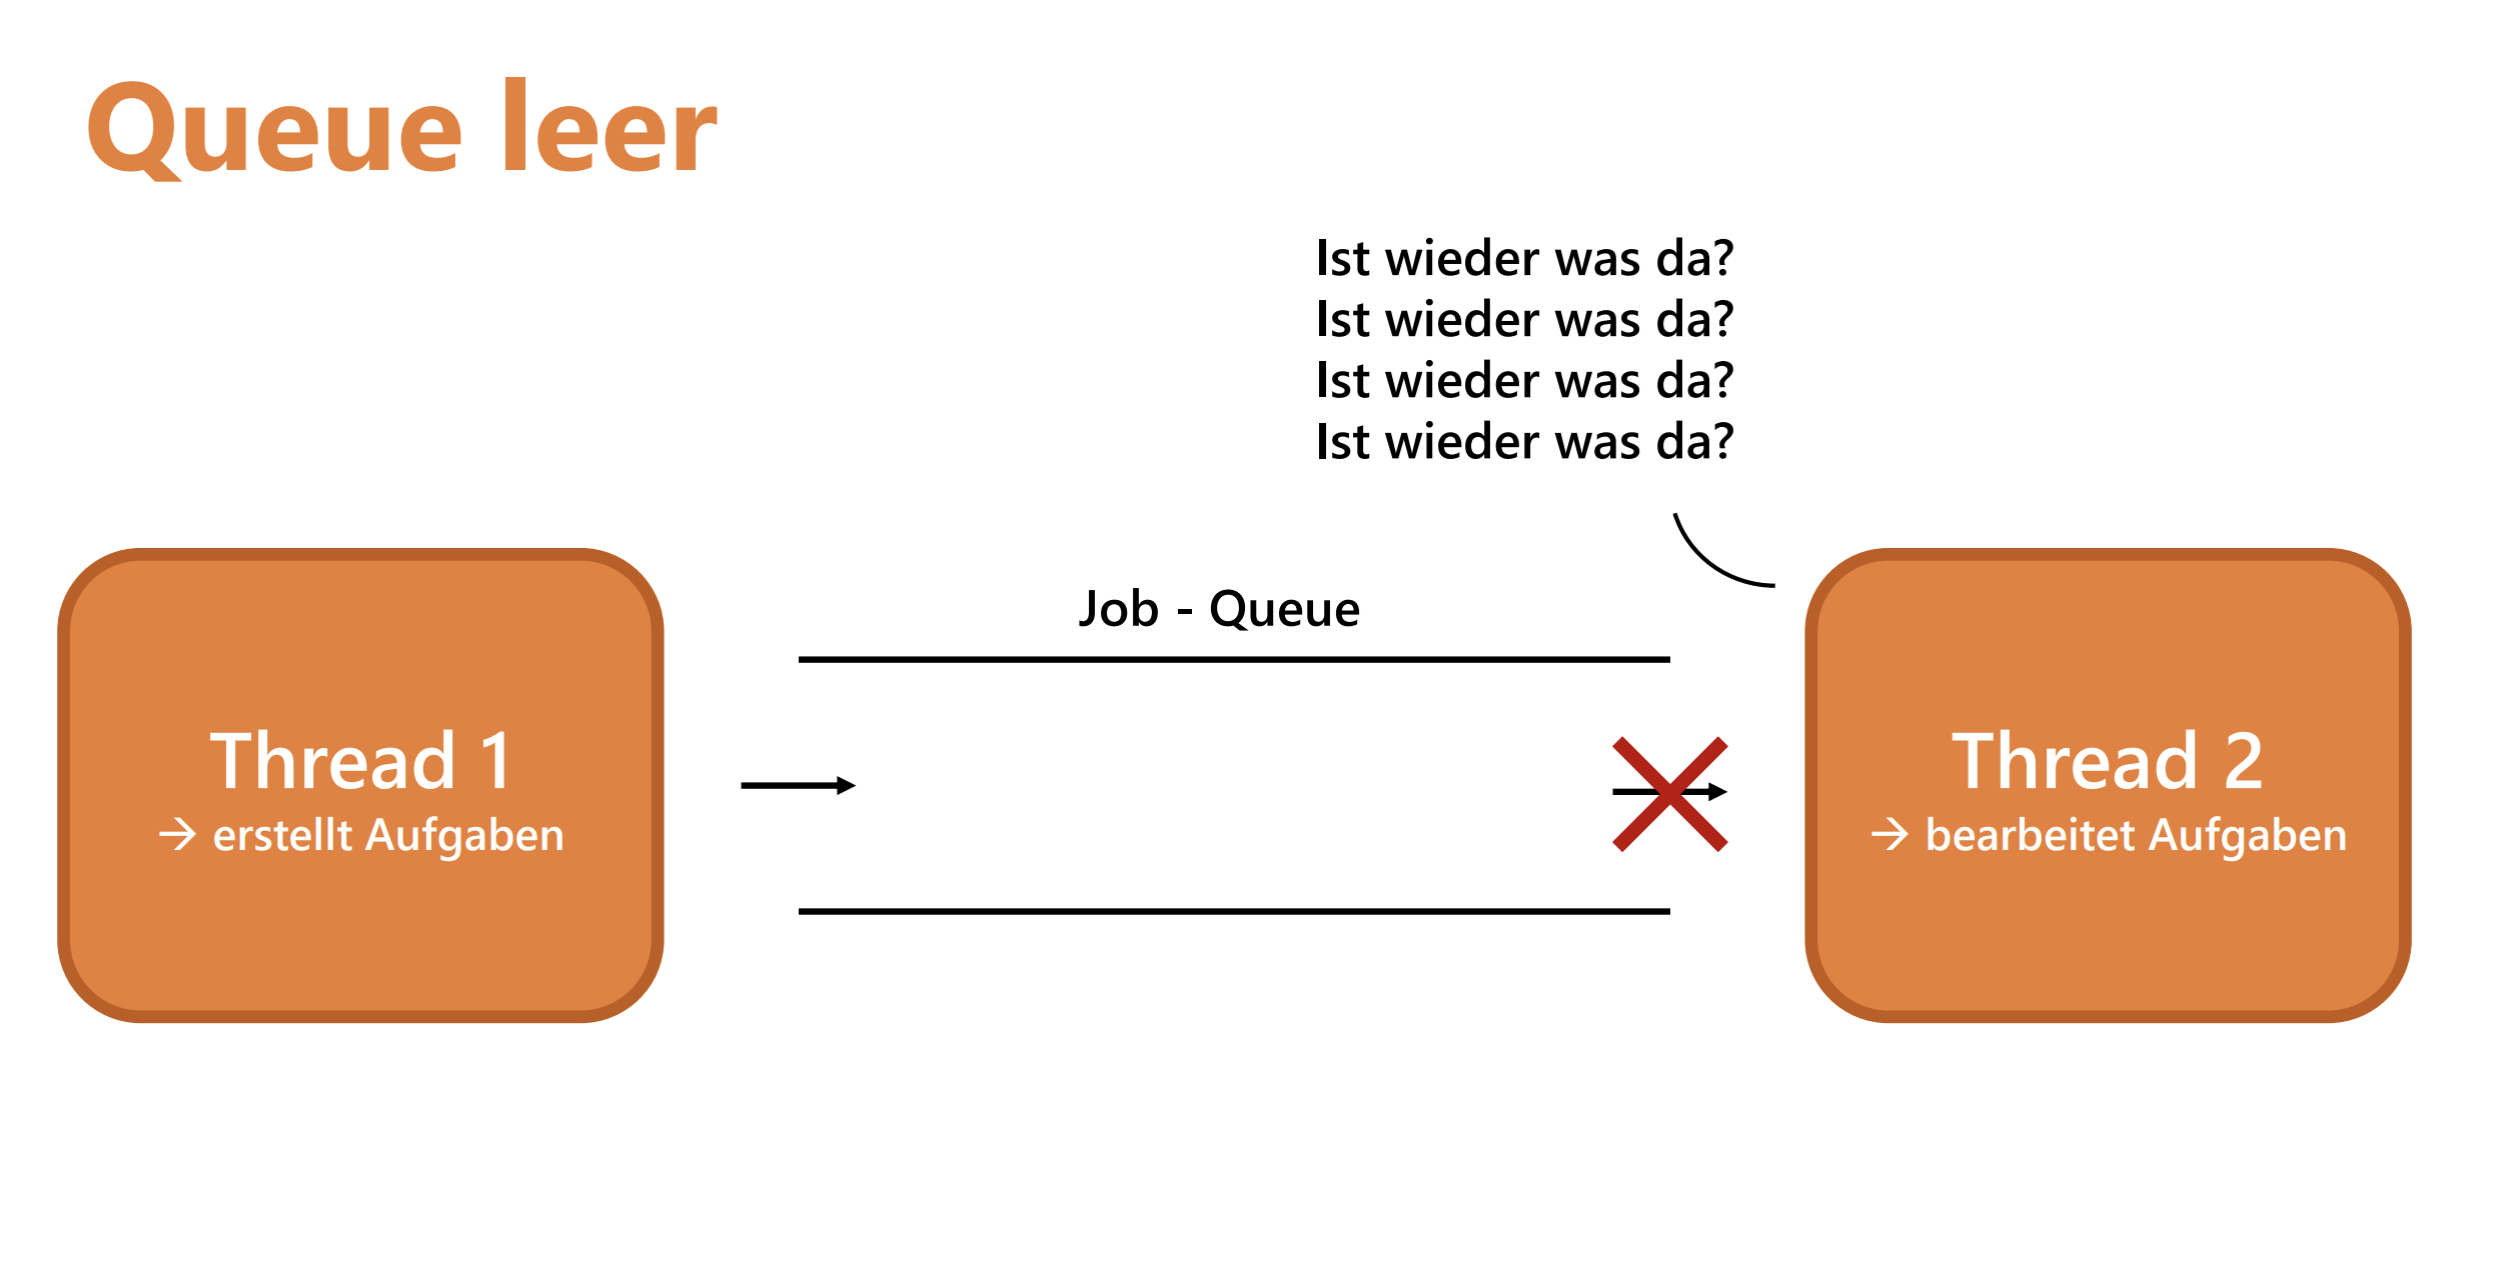 Queue leer
Ist wieder was da?
Ist wieder was da?
Ist wieder was da?
Ist wieder was da?
Job - Queue
Thread 1
→ erstellt Aufgaben
Thread 2
→ bearbeitet Aufgaben